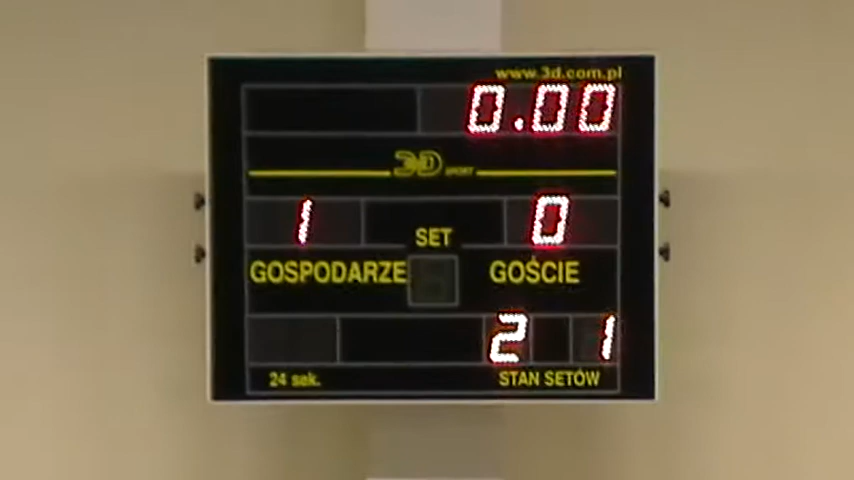 www.3d.com.pl
0.00
3D SPORT
1 0
SET
GOSPODARZE GOŚCIE
2 1
24 sek. STAN SETÓW